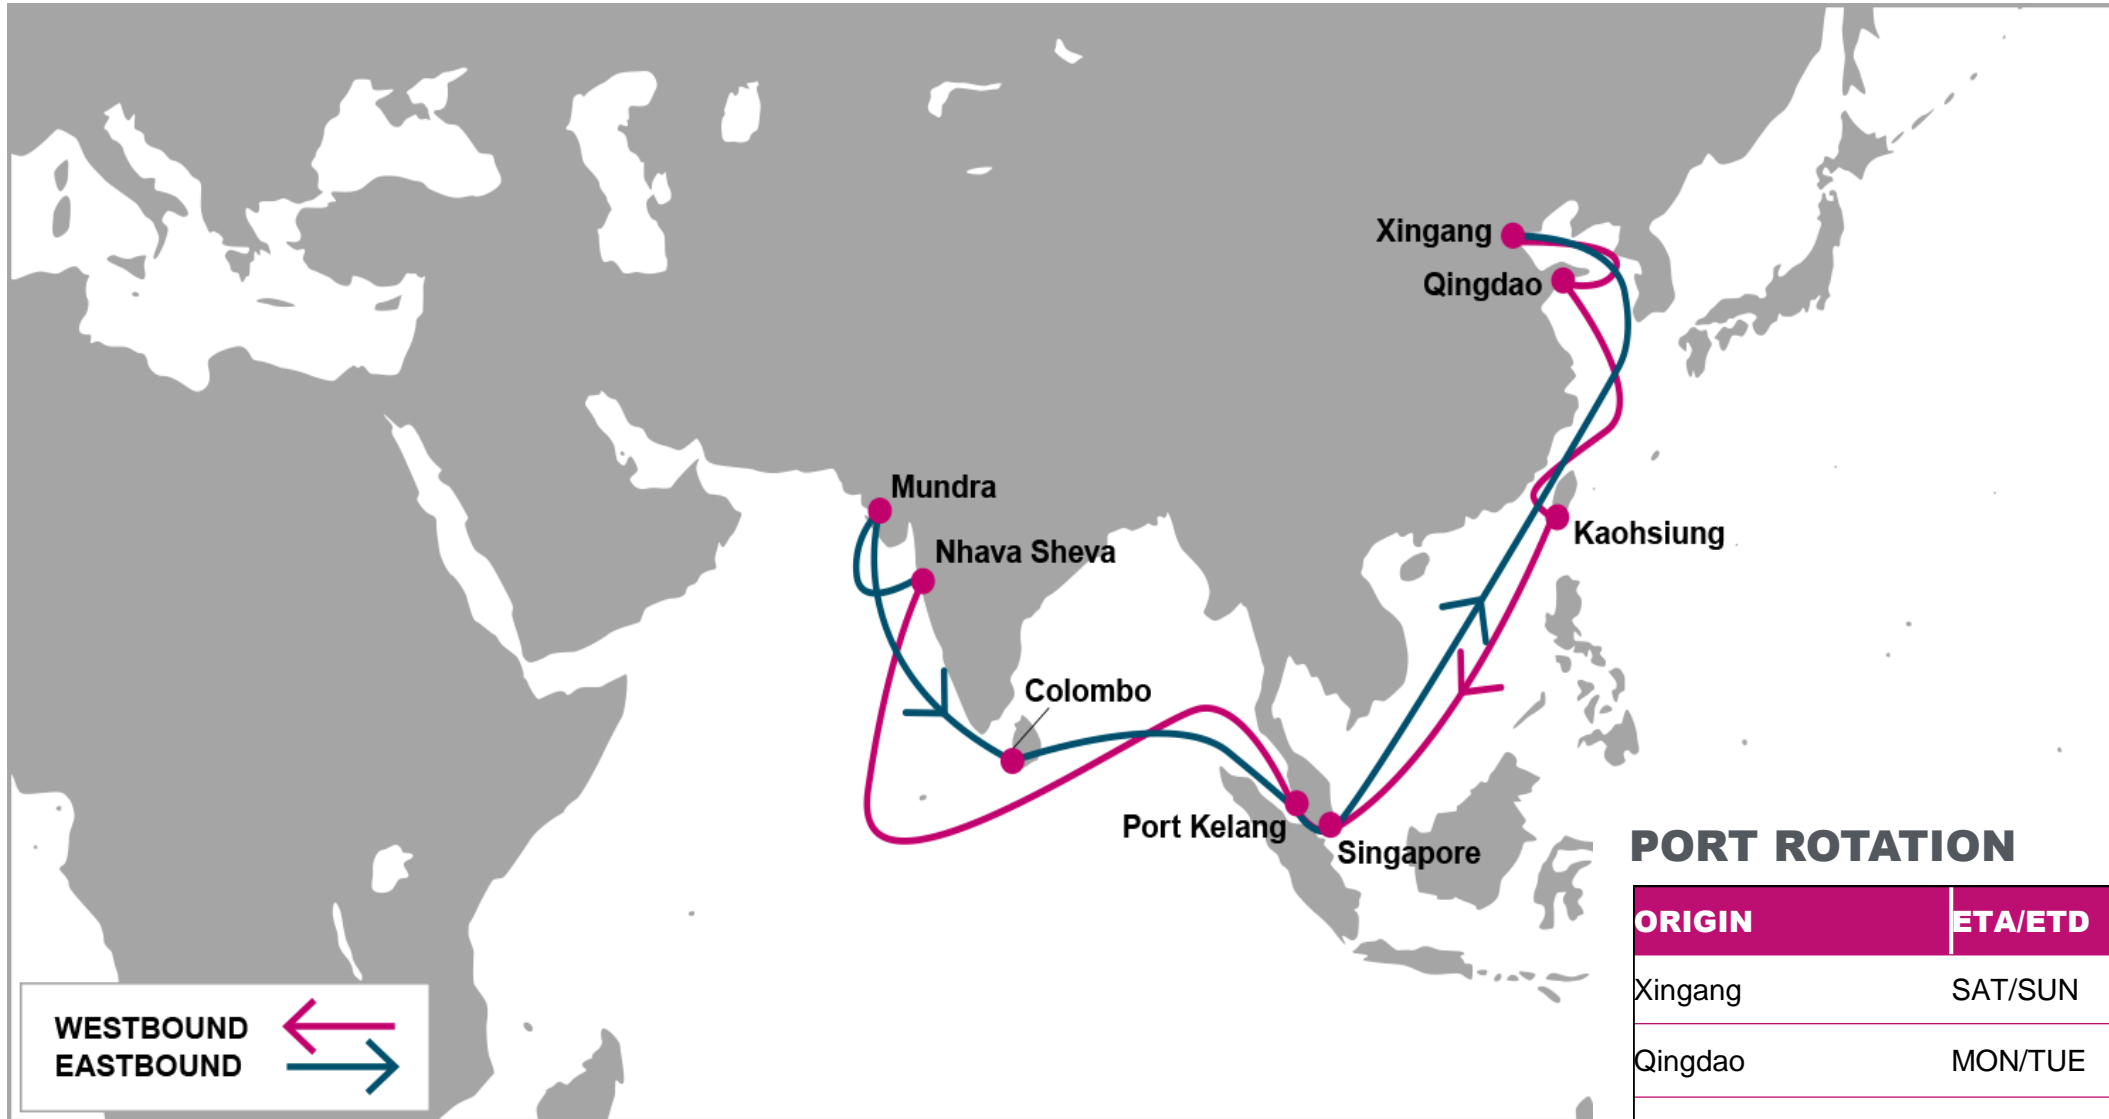 Xingang
Qingdao
Mundra
Nhava Sheva
Kaohsiung
Colombo
Port Kelang
Singapore
WESTBOUND
EASTBOUND
PORT ROTATION
ORIGIN ETA/ETD
Xingang SAT/SUN
Qingdao MON/TUE